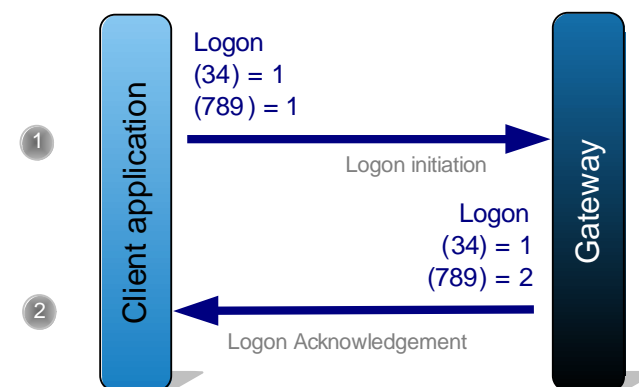 Client application
Gateway
1
Logon
(34) = 1
(789) = 1
Logon initiation
2
Logon
(34) = 1
(789) = 2
Logon Acknowledgement